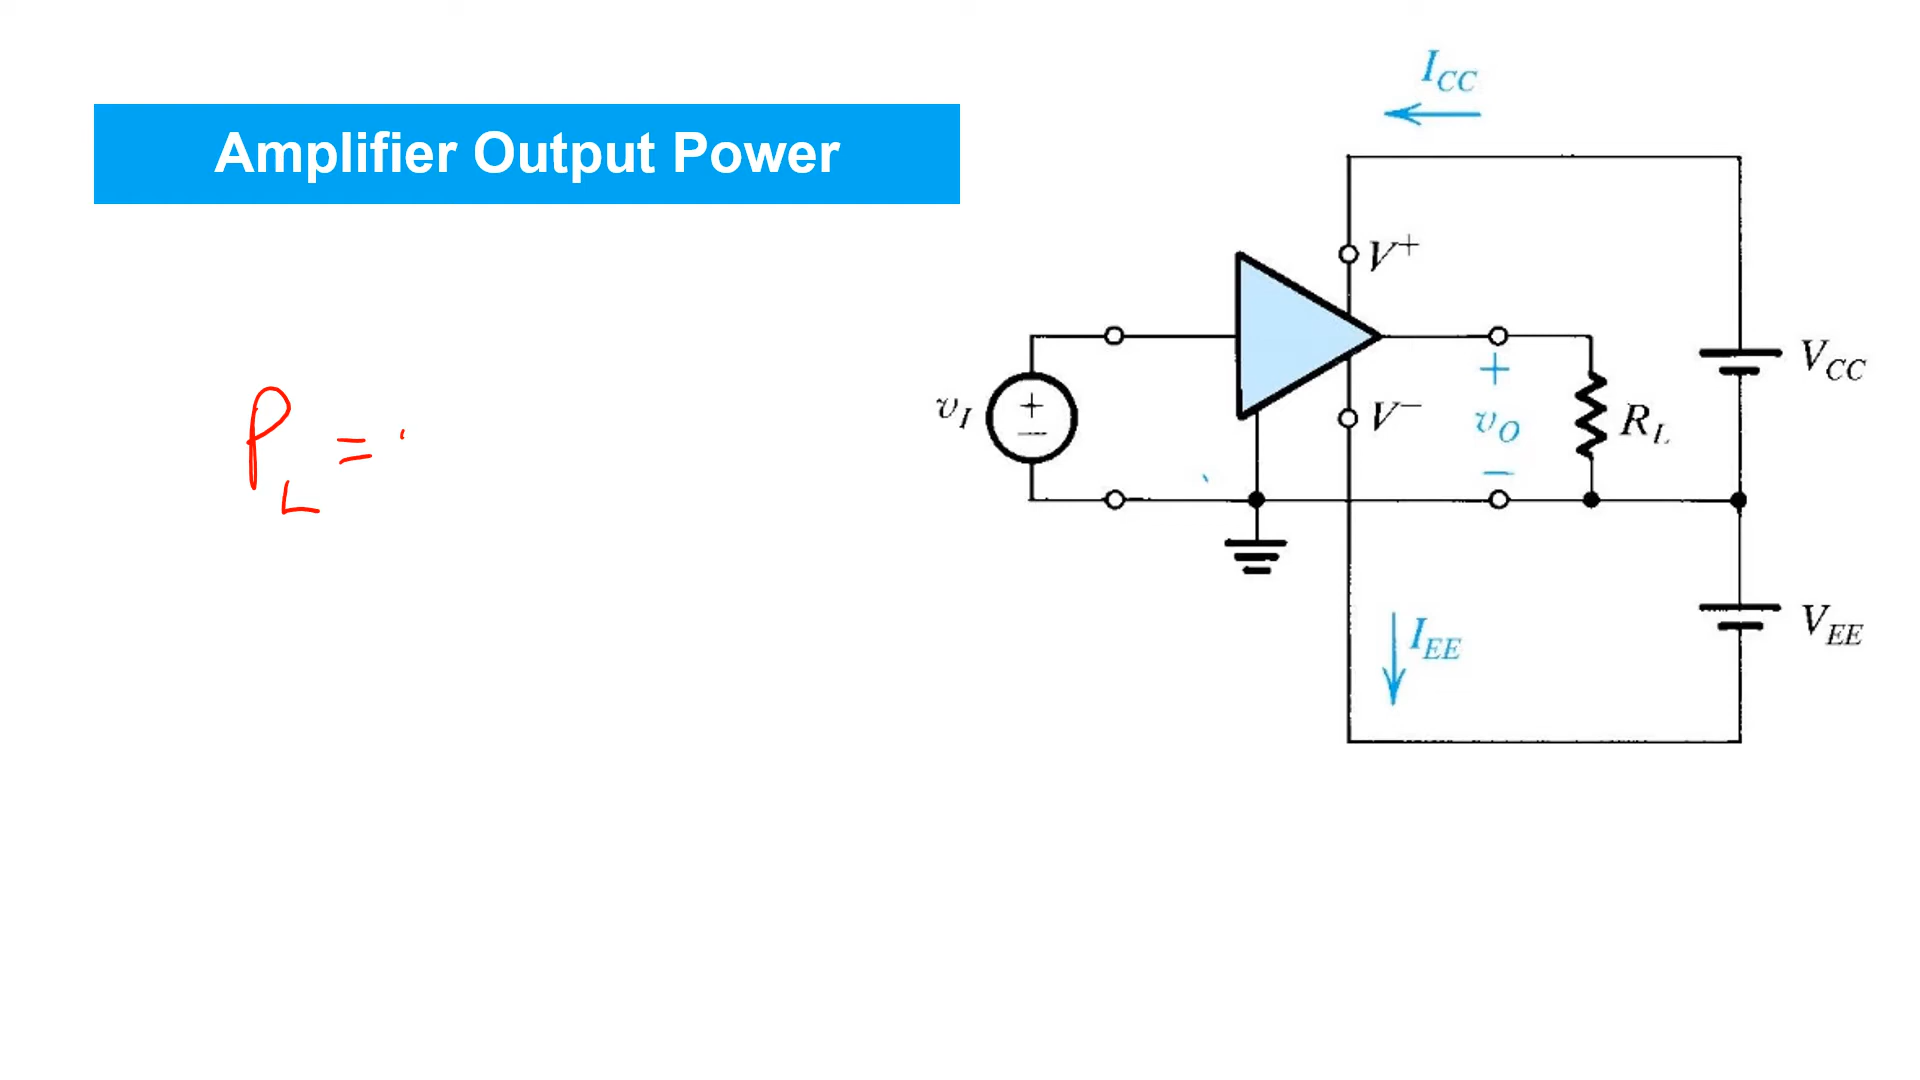 Amplifier Output Power
P_L =
I_CC
V⁺
v_I
+
−
V⁻
+
v_O
−
R_L
V_CC
I_EE
V_EE